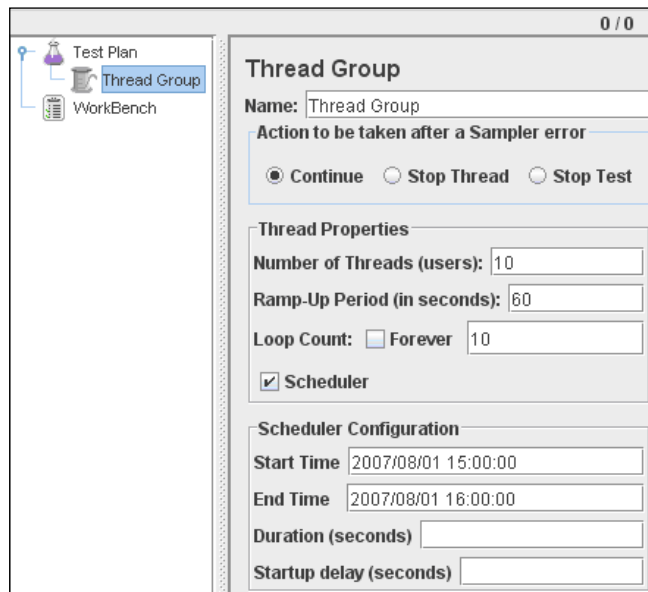 0 / 0
Test Plan
Thread Group
WorkBench
Thread Group
Name: Thread Group
Action to be taken after a Sampler error
Continue Stop Thread Stop Test
Thread Properties
Number of Threads (users): 10
Ramp-Up Period (in seconds): 60
Loop Count: Forever 10
Scheduler
Scheduler Configuration
Start Time 2007/08/01 15:00:00
End Time 2007/08/01 16:00:00
Duration (seconds)
Startup delay (seconds)